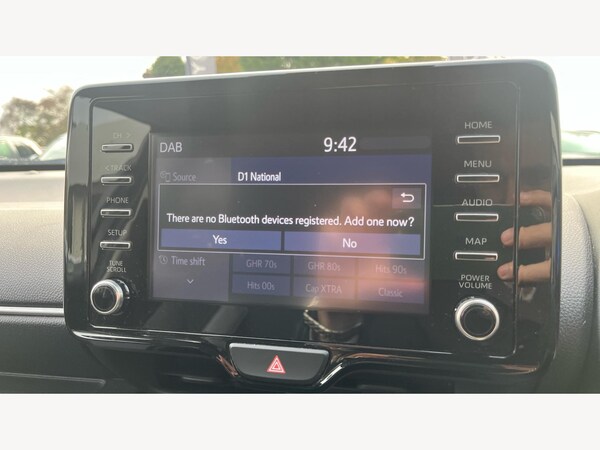 DAB 9:42
Source D1 National
There are no Bluetooth devices registered. Add one now?
Yes No
Time shift GHR 70s GHR 80s Hits 90s
Hits 00s Cap XTRA Classic
CH >
<TRACK
PHONE
SETUP
TUNE
SCROLL
HOME
MENU
AUDIO
MAP
POWER
VOLUME